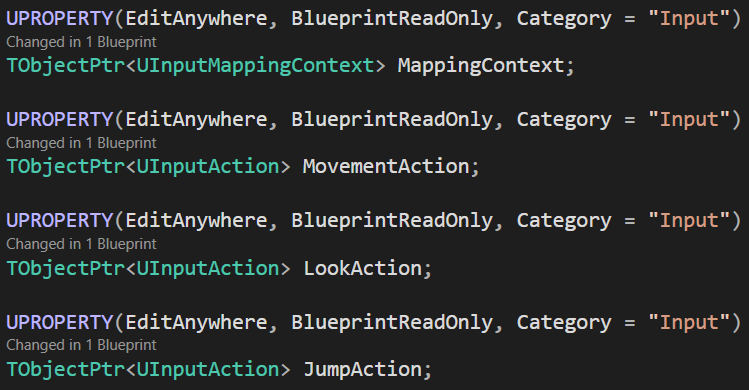 UPROPERTY(EditAnywhere, BlueprintReadOnly, Category = "Input")
Changed in 1 Blueprint
TObjectPtr<UInputMappingContext> MappingContext;
UPROPERTY(EditAnywhere, BlueprintReadOnly, Category = "Input")
Changed in 1 Blueprint
TObjectPtr<UInputAction> MovementAction;
UPROPERTY(EditAnywhere, BlueprintReadOnly, Category = "Input")
Changed in 1 Blueprint
TObjectPtr<UInputAction> LookAction;
UPROPERTY(EditAnywhere, BlueprintReadOnly, Category = "Input")
Changed in 1 Blueprint
TObjectPtr<UInputAction> JumpAction;